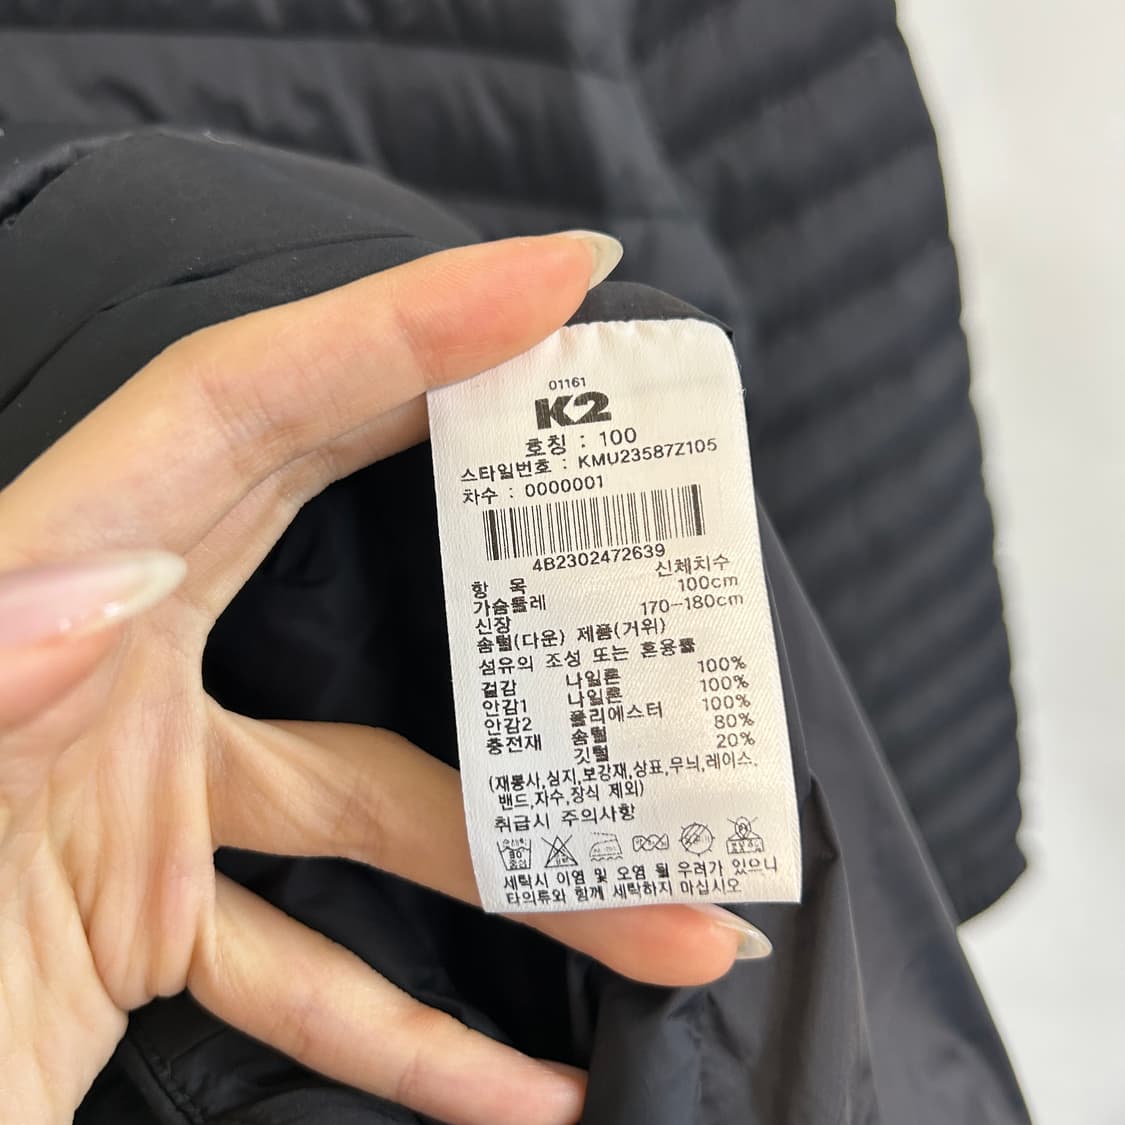 01161
K2
호칭 : 100
스타일번호 : KMU23587Z105
차수 : 0000001
4B2302472639
항 목 신체치수
가슴둘레 100cm
신장 170-180cm
솜털(다운) 제품(거위)
섬유의 조성 또는 혼용률
겉감 나일론 100%
안감1 나일론 100%
안감2 폴리에스터 100%
충전재 솜털 80%
깃털 20%
(재봉사,심지,보강재,상표,무늬,레이스,
밴드,자수,장식 제외)
취급시 주의사항
세탁시 이염 및 오염 될 우려가 있으니
타의류와 함께 세탁하지 마십시오